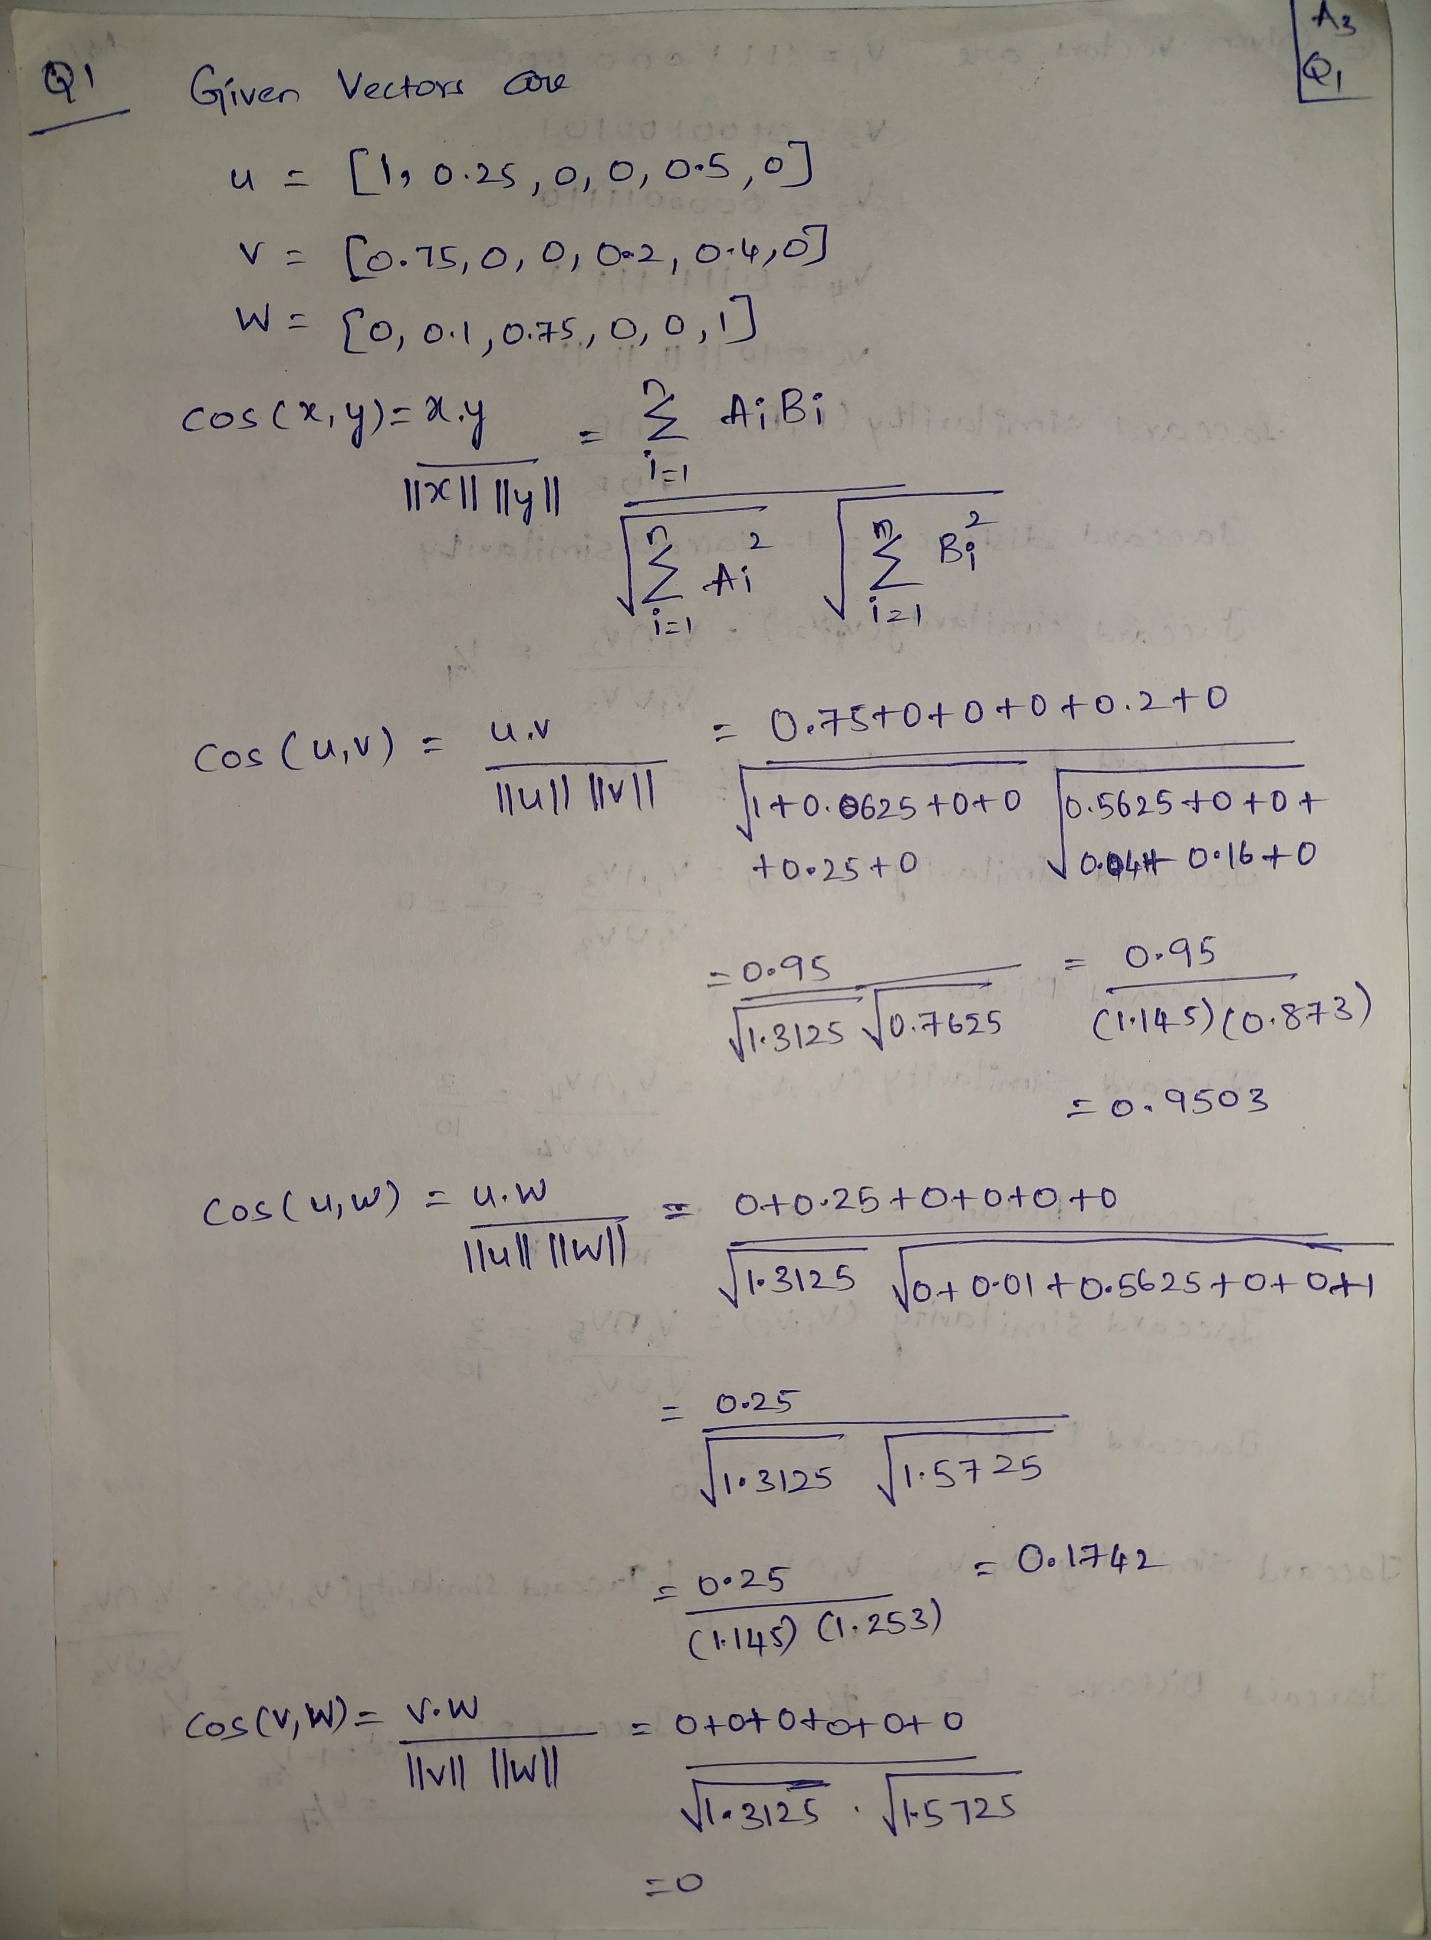 A3
Q1
Q1 Given Vectors are
u = [1, 0.25, 0, 0, 0.5, 0]
v = [0.75, 0, 0, 0.2, 0.4, 0]
W = [0, 0.1, 0.75, 0, 0, 1]
cos(x,y) = x.y = n Σ AiBi
||x|| ||y|| i=1
√ n Σ Ai² √ n Σ Bi²
i=1 i=1
cos(u,v) = u.v = 0.75+0+0+0+0.2+0
||u|| ||v|| √1+0.0625+0+0 √0.5625+0+0+
+0.25+0 0.04+ 0.16+0
= 0.95 = 0.95
√1.3125 √0.7625 (1.145)(0.873)
= 0.9503
cos(u,w) = u.w = 0+0.25+0+0+0+0
||u|| ||w|| √1.3125 √0+0.01+0.5625+0+0+1
= 0.25
√1.3125 √1.5725
= 0.25 = 0.1742
(1.145) (1.253)
cos(v,w) = v.w = 0+0+0+0+0+0
||v|| ||w|| √1.3125 . √1.5725
=0